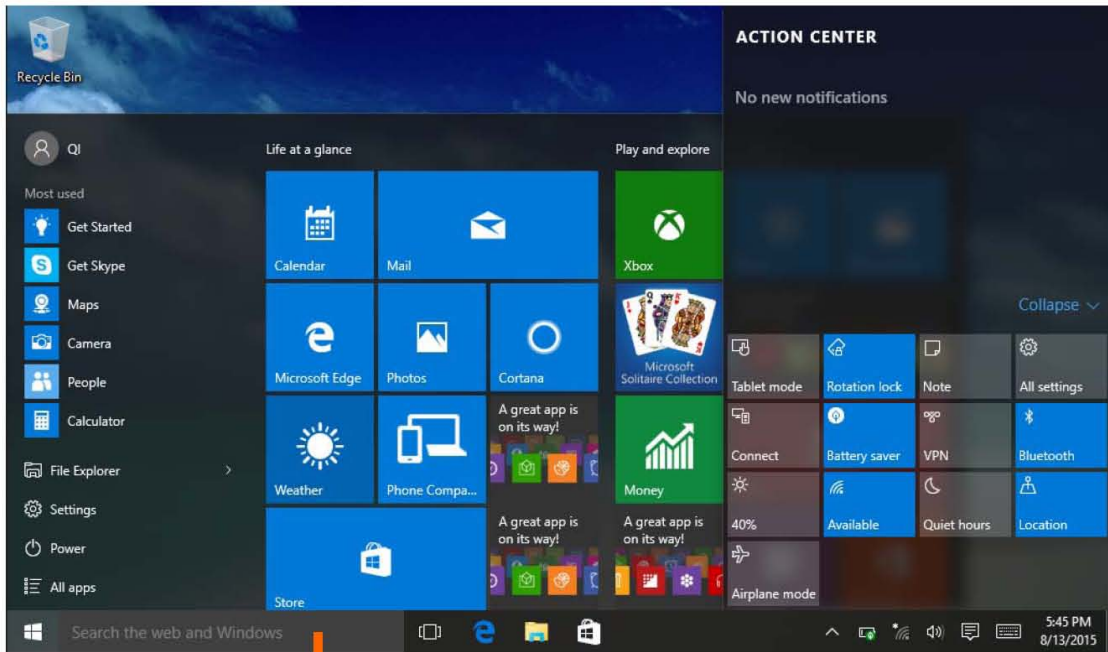 Recycle Bin
QI
Most used
Get Started
Get Skype
Maps
Camera
People
Calculator
File Explorer
Settings
Power
All apps
Life at a glance
Calendar
Mail
Microsoft Edge
Photos
Cortana
Weather
Phone Compa...
A great app is
on its way!
Store
A great app is
on its way!
Play and explore
Xbox
Microsoft
Solitaire Collection
Money
A great app is
on its way!
ACTION CENTER
No new notifications
Collapse
Tablet mode
Rotation lock
Note
All settings
Connect
Battery saver
VPN
Bluetooth
40%
Available
Quiet hours
Location
Airplane mode
Search the web and Windows
5:45 PM
8/13/2015